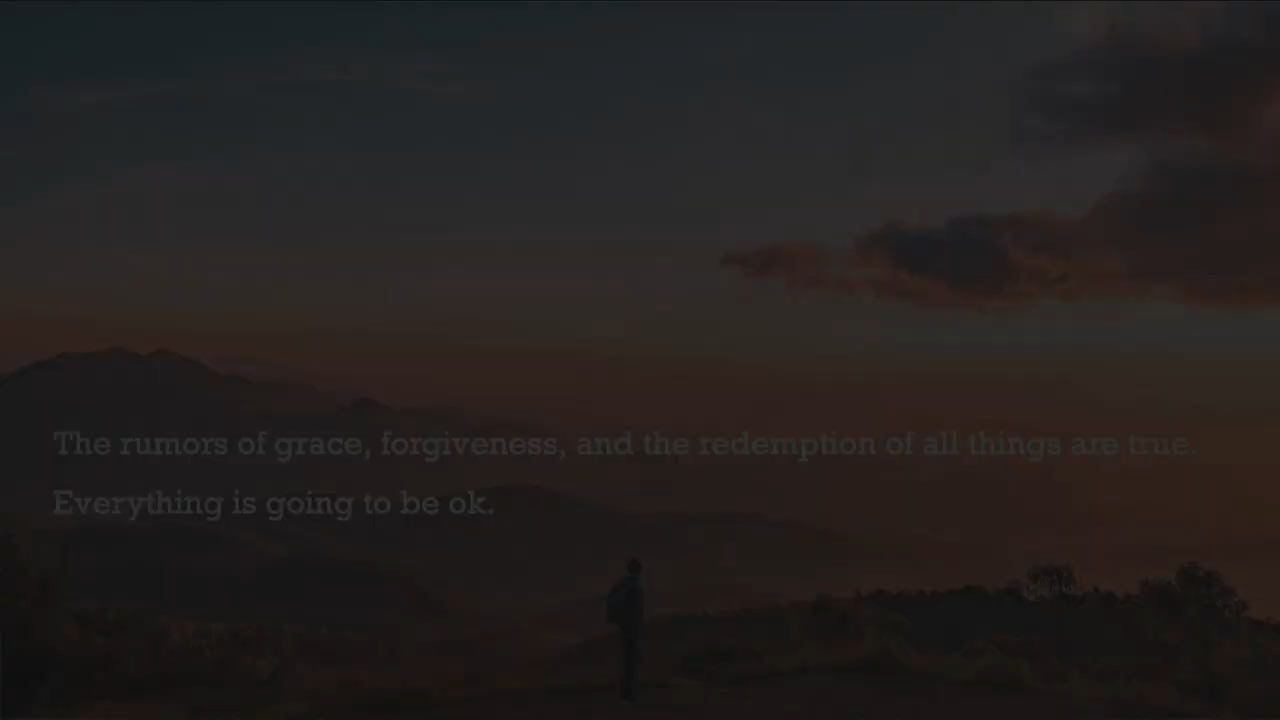 The rumors of grace, forgiveness, and the redemption of all things are true.
Everything is going to be ok.